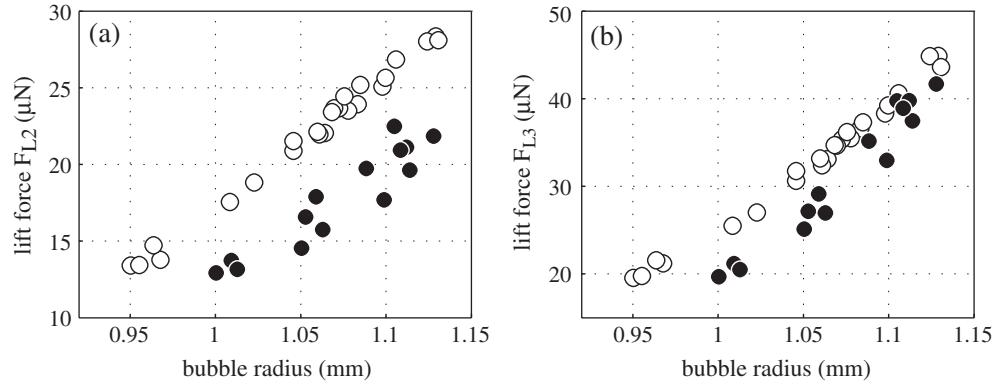 (a)
30
25
20
15
10
0.95 1 1.05 1.1 1.15
bubble radius (mm)
lift force F_L2 (µN)
(b)
50
40
30
20
0.95 1 1.05 1.1 1.15
bubble radius (mm)
lift force F_L3 (µN)